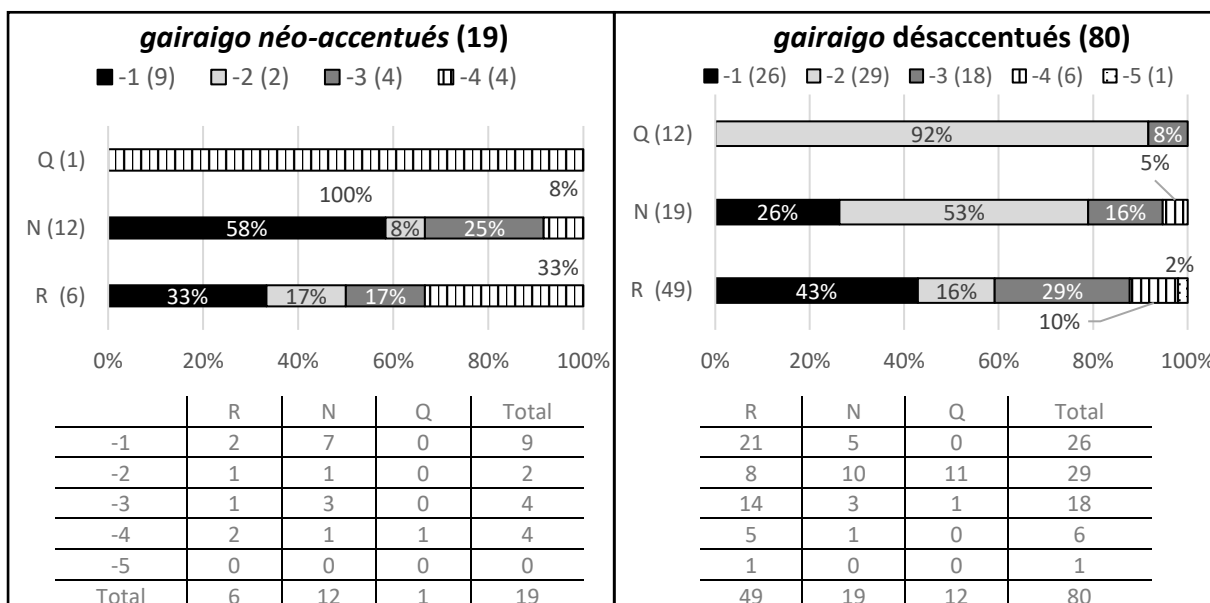 gairaigo néo-accentués (19)
-1 (9) -2 (2) -3 (4) -4 (4)
Q (1)
100% 8%
N (12) 58% 8% 25%
33%
R (6) 33% 17% 17%
0% 20% 40% 60% 80% 100%
R N Q Total
-1 2 7 0 9
-2 1 1 0 2
-3 1 3 0 4
-4 2 1 1 4
-5 0 0 0 0
Total 6 12 1 19
gairaigo désaccentués (80)
-1 (26) -2 (29) -3 (18) -4 (6) -5 (1)
Q (12) 92% 8%
5%
N (19) 26% 53% 16%
2%
R (49) 43% 16% 29%
10%
0% 20% 40% 60% 80% 100%
R N Q Total
21 5 0 26
8 10 11 29
14 3 1 18
5 1 0 6
1 0 0 1
49 19 12 80